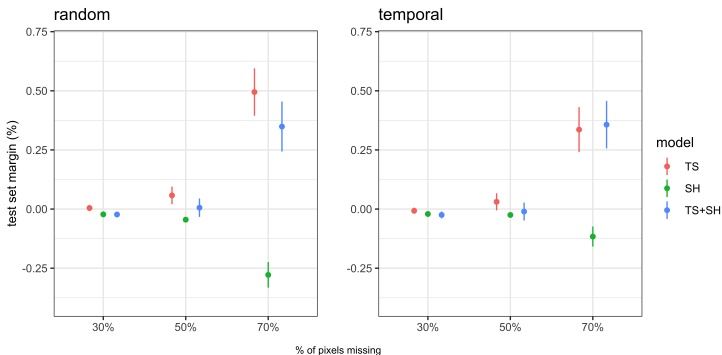 random
temporal
test set margin (%)
0.75
0.50
0.25
0.00
-0.25
30%
50%
70%
0.75
0.50
0.25
0.00
-0.25
30%
50%
70%
% of pixels missing
model
TS
SH
TS+SH